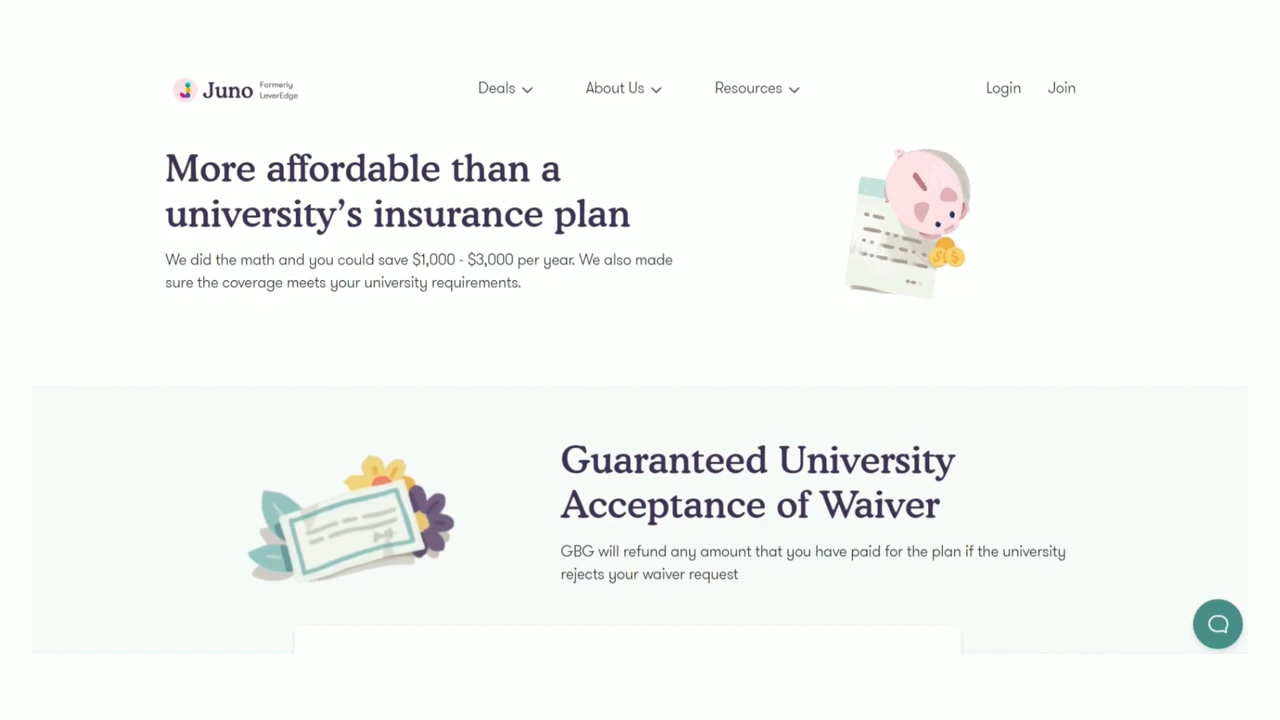 Juno Formerly
LeverEdge
Deals
About Us
Resources
Login
Join
More affordable than a
university’s insurance plan
We did the math and you could save $1,000 - $3,000 per year. We also made
sure the coverage meets your university requirements.
$ $
Guaranteed University
Acceptance of Waiver
GBG will refund any amount that you have paid for the plan if the university
rejects your waiver request